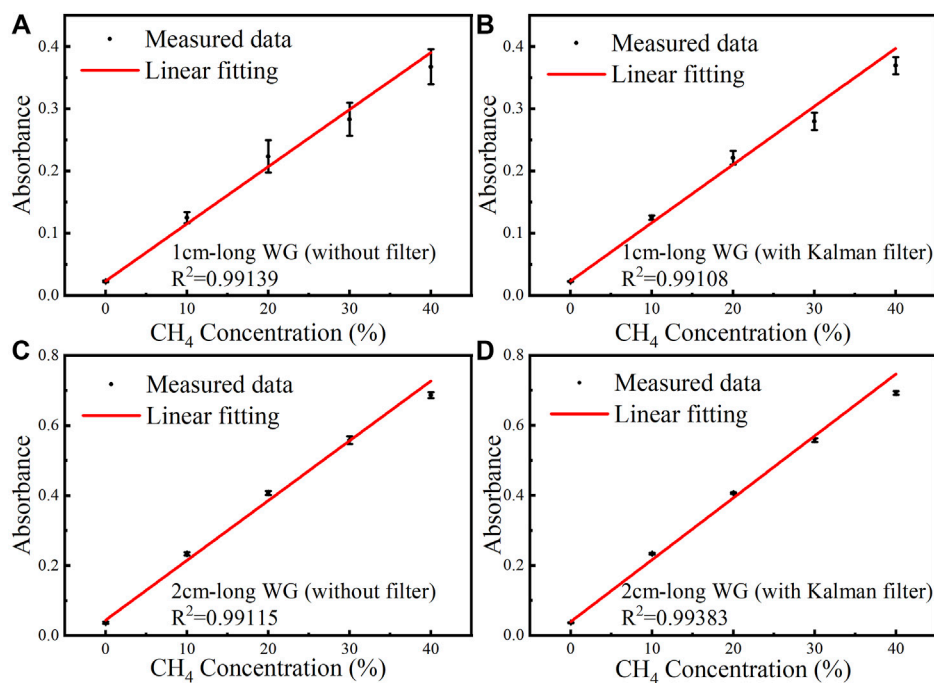 A
Measured data
Linear fitting
0.4
0.3
0.2
0.1
0.0
Absorbance
1cm-long WG (without filter)
R²=0.99139
0 10 20 30 40
CH₄ Concentration (%)
B
Measured data
Linear fitting
0.4
0.3
0.2
0.1
0.0
Absorbance
1cm-long WG (with Kalman filter)
R²=0.99108
0 10 20 30 40
CH₄ Concentration (%)
C
Measured data
Linear fitting
0.8
0.6
0.4
0.2
0.0
Absorbance
2cm-long WG (without filter)
R²=0.99115
0 10 20 30 40
CH₄ Concentration (%)
D
Measured data
Linear fitting
0.8
0.6
0.4
0.2
0.0
Absorbance
2cm-long WG (with Kalman filter)
R²=0.99383
0 10 20 30 40
CH₄ Concentration (%)